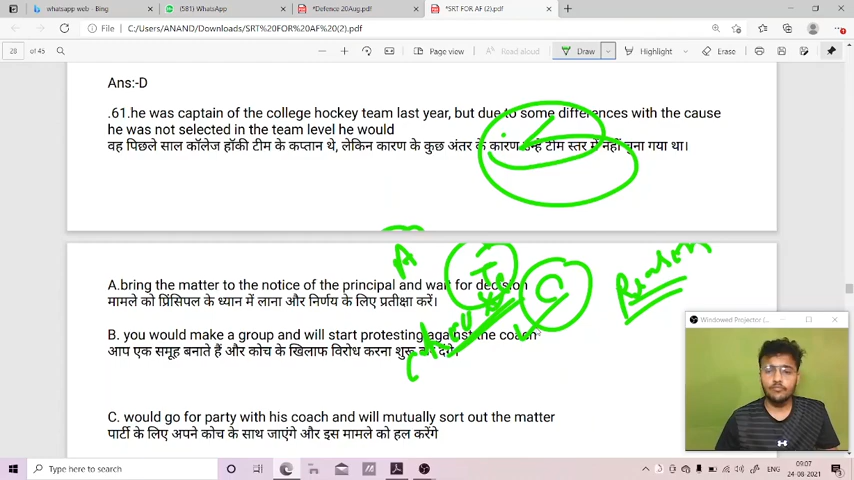 whatsapp web - Bing
(581) WhatsApp
*Defence 20Aug.pdf
*SRT FOR AF (2).pdf
File
C:/Users/ANAND/Downloads/SRT%20FOR%20AF%20(2).pdf
28 of 45
Page view
Read aloud
Draw
Highlight
Erase
Ans:-D
.61.he was captain of the college hockey team last year, but due to some differences with the cause
he was not selected in the team level he would
वह पिछले साल कॉलेज हॉकी टीम के कप्तान थे, लेकिन कारण के कुछ अंतर के कारण उन्हें टीम स्तर में नहीं चुना गया था।
A
Reason
A.bring the matter to the notice of the principal and wait for decision
मामले को प्रिंसिपल के ध्यान में लाना और निर्णय के लिए प्रतीक्षा करें।
B. you would make a group and will start protesting against the coach
आप एक समूह बनाते हैं और कोच के खिलाफ विरोध करना शुरू कर देंगे।
C. would go for party with his coach and will mutually sort out the matter
पार्टी के लिए अपने कोच के साथ जाएंगे और इस मामले को हल करेंगे
Windowed Projector (
Type here to search
ENG
09:07
24-08-2021